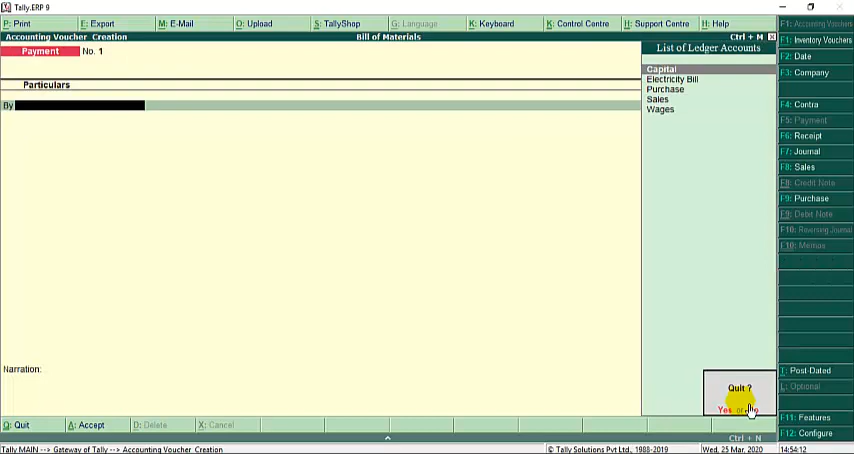 Tally.ERP 9
P: Print E: Export M: E-Mail O: Upload S: TallyShop G: Language K: Keyboard K: Control Centre H: Support Centre H: Help
Accounting Voucher Creation Bill of Materials Ctrl + M
Payment No. 1
Particulars
By
List of Ledger Accounts
Capital
Electricity Bill
Purchase
Sales
Wages
F1: Accounting Vouchers
F1: Inventory Vouchers
F2: Date
F3: Company
F4: Contra
F5: Payment
F6: Receipt
F7: Journal
F8: Sales
F8: Credit Note
F9: Purchase
F9: Debit Note
F10: Reversing Journal
F10: Memos
T: Post-Dated
L: Optional
F11: Features
F12: Configure
Narration:
Quit ?
Yes or
Q: Quit A: Accept D: Delete X: Cancel
Ctrl + N
Tally MAIN --> Gateway of Tally --> Accounting Voucher Creation © Tally Solutions Pvt Ltd., 1988-2019 Wed, 25 Mar, 2020 14:54:12